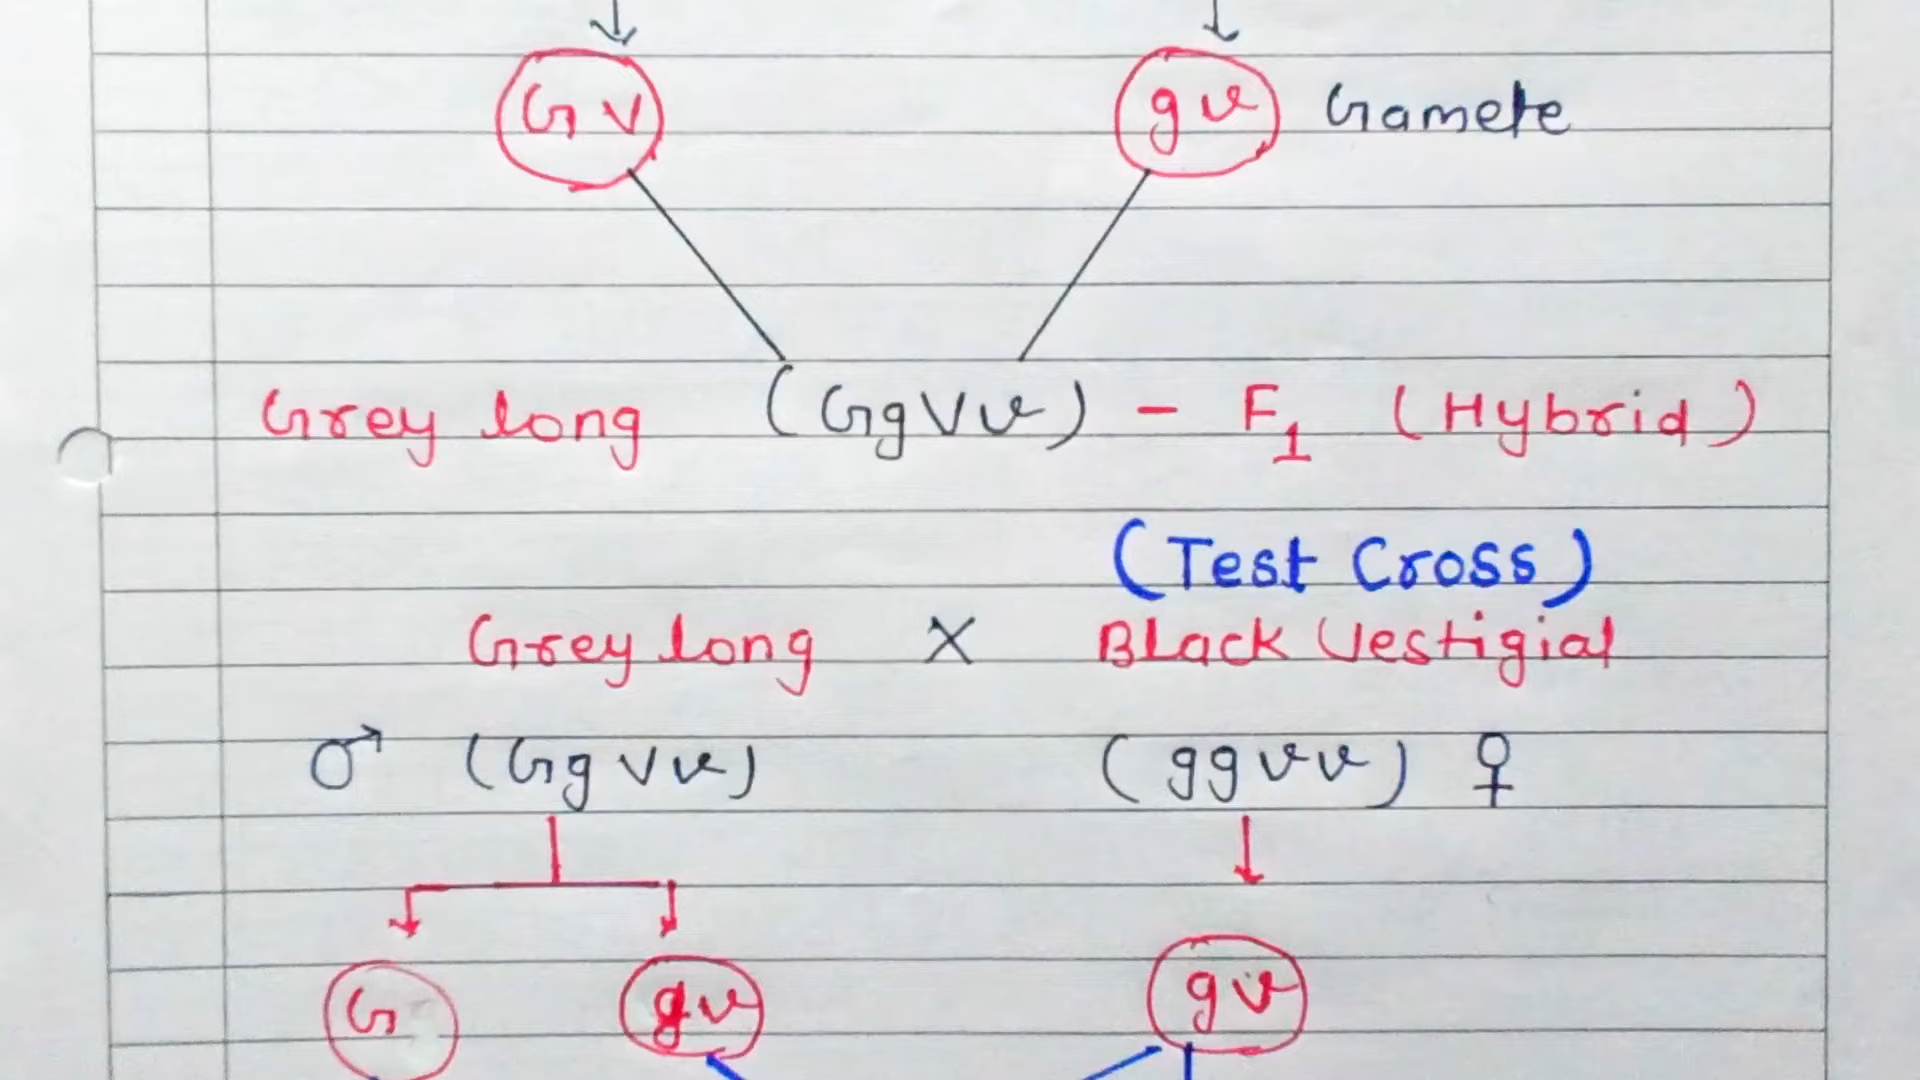 GV gv Gamete
Grey long (GgVv) - F1 (Hybrid)
(Test Cross)
Grey long X Black Vestigial
♂ (GgVv) (ggvv) ♀
G gv gv